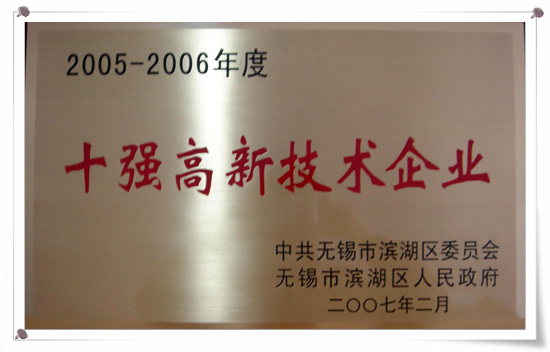 2005-2006年度
十强高新技术企业
中共无锡市滨湖区委员会
无锡市滨湖区人民政府
二〇〇七年二月